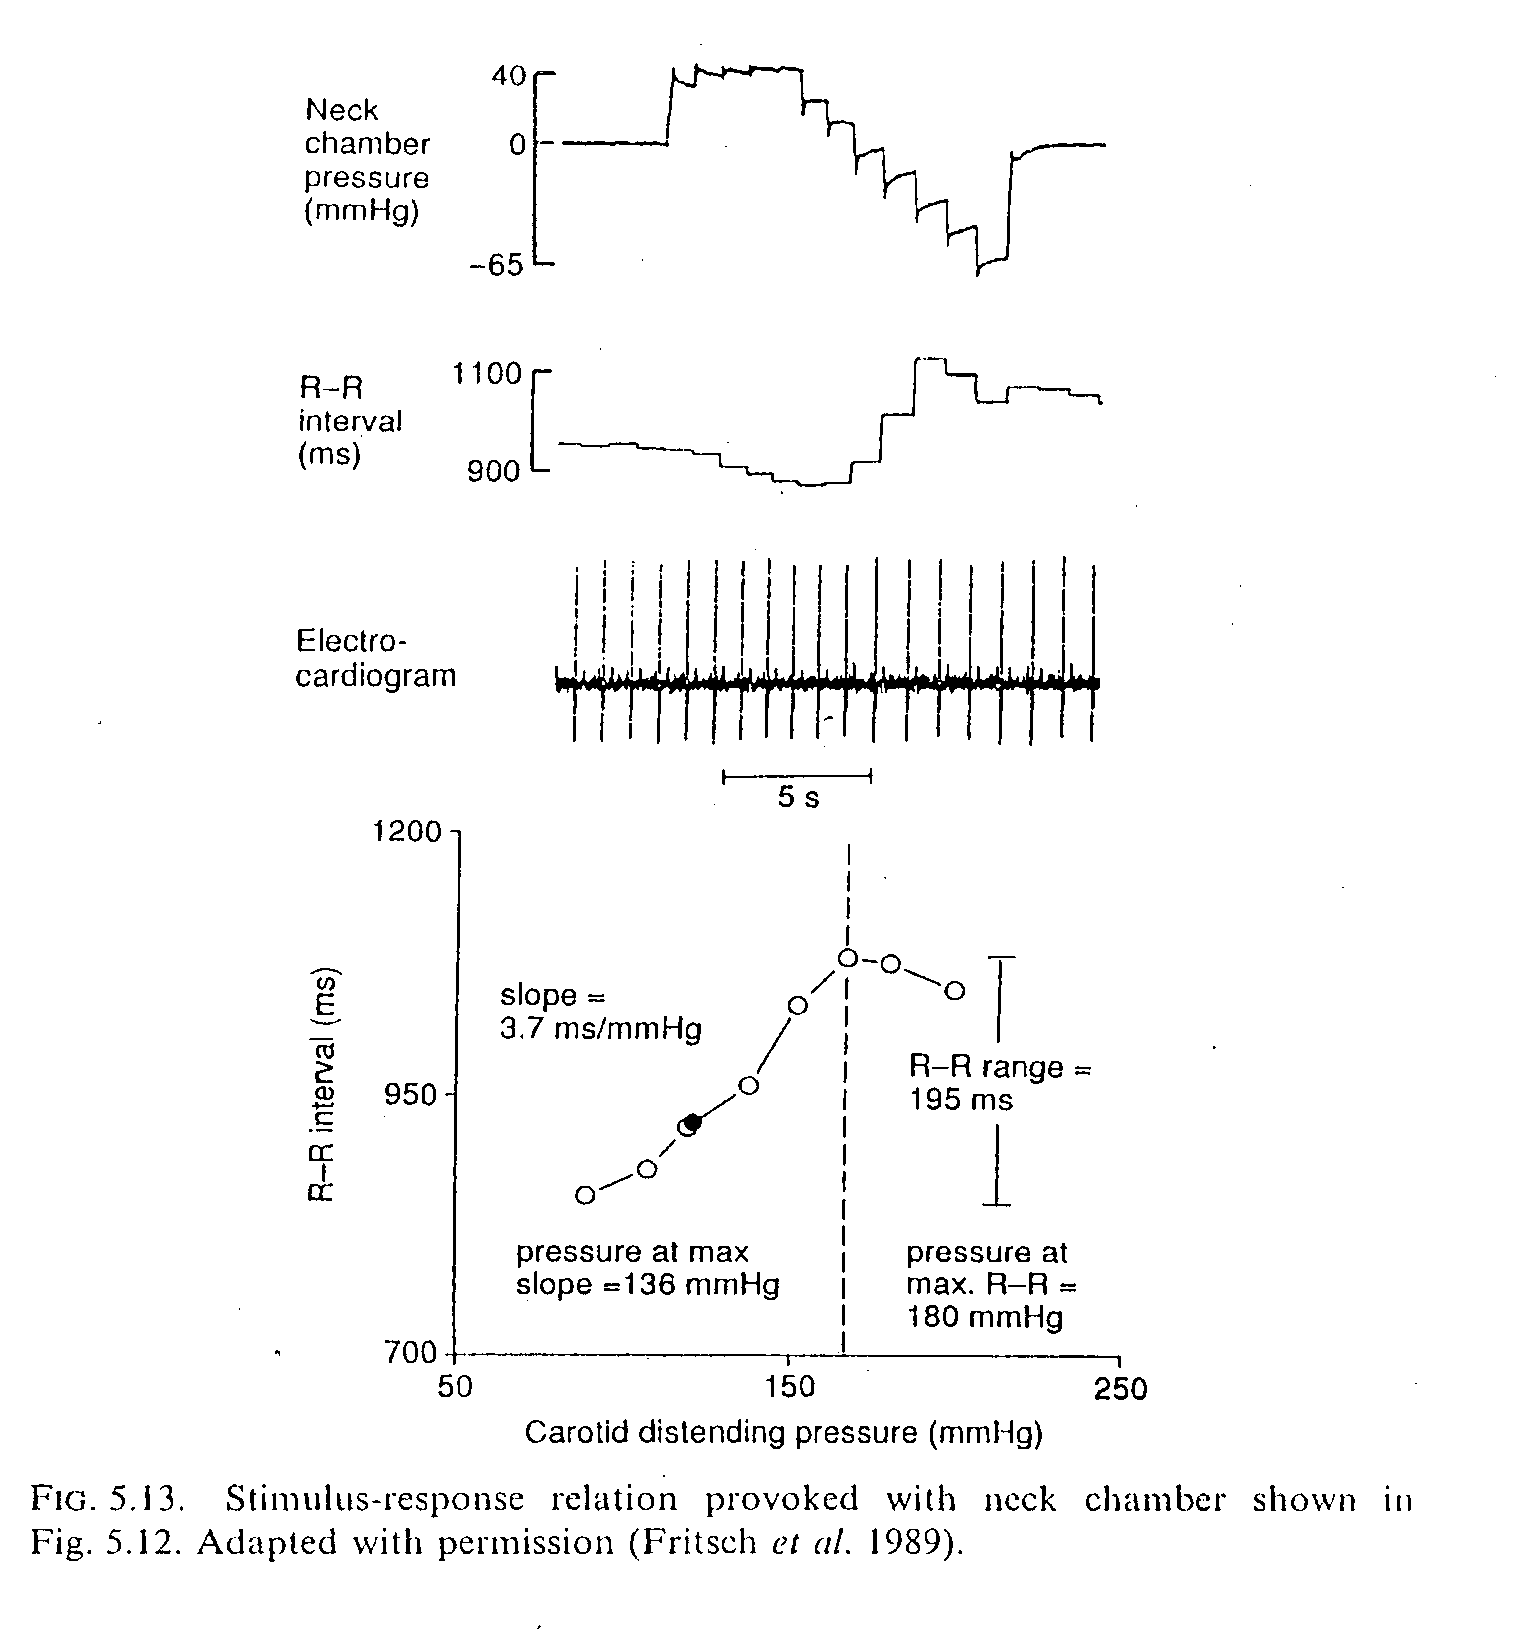 40
Neck
chamber
pressure
(mmHg)
0
-65
R–R
interval
(ms)
1100
900
Electro-
cardiogram
5 s
1200
950
700
R–R interval (ms)
slope =
3.7 ms/mmHg
R–R range =
195 ms
pressure at max
slope =136 mmHg
pressure at
max. R–R =
180 mmHg
50
150
250
Carotid distending pressure (mmHg)
FIG. 5.13. Stimulus-response relation provoked with neck chamber shown in
Fig. 5.12. Adapted with permission (Fritsch et al. 1989).